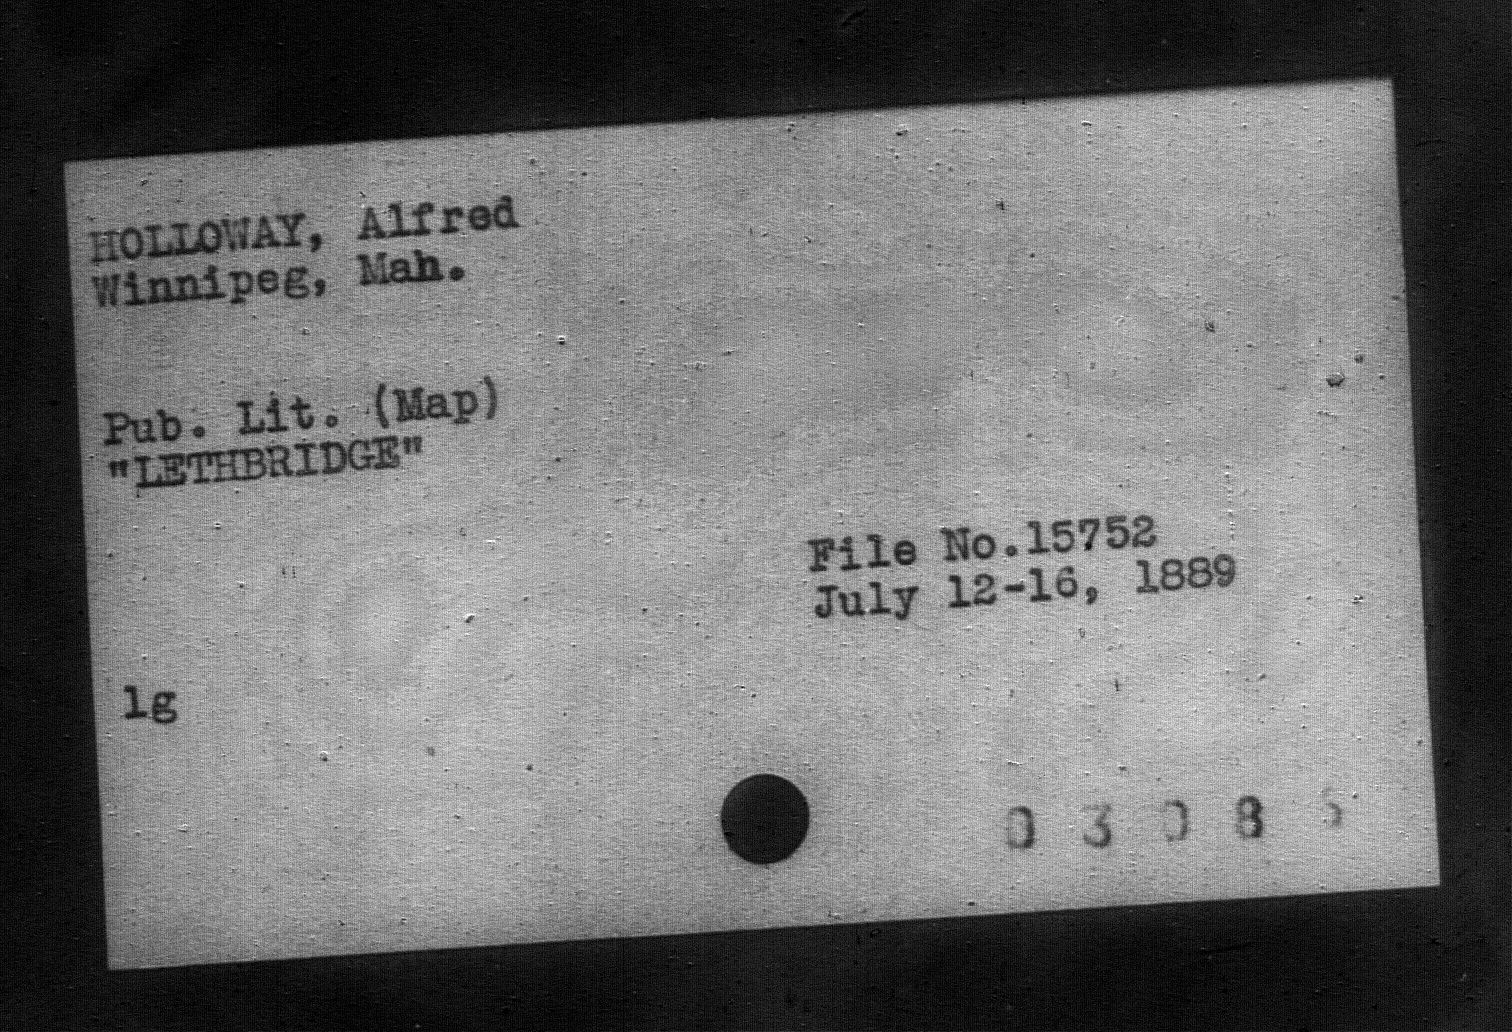 HOLLOWAY, Alfred
Winnipeg, Mah.
Pub. Lit. (Map)
"LETHBRIDGE"
File No.15752
July 12-16, 1889
lg
0 3 0 8